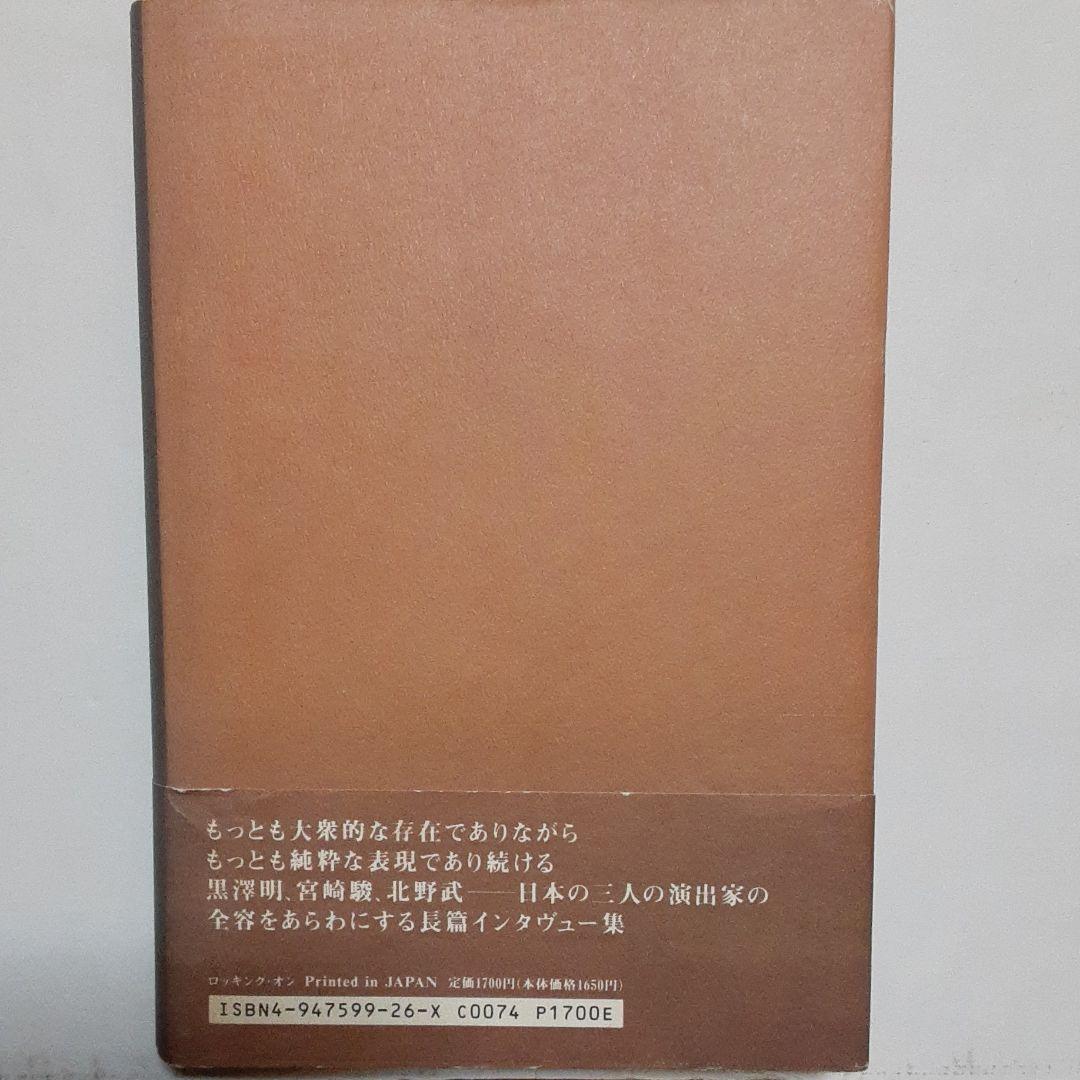 もっとも大衆的な存在でありながら
もっとも純粋な表現であり続ける
黒澤明、宮崎駿、北野武──日本の三人の演出家の
全容をあらわにする長篇インタヴュー集
ロッキング・オン Printed in JAPAN 定価1700円(本体価格1650円)
ISBN4-947599-26-X C0074 P1700E